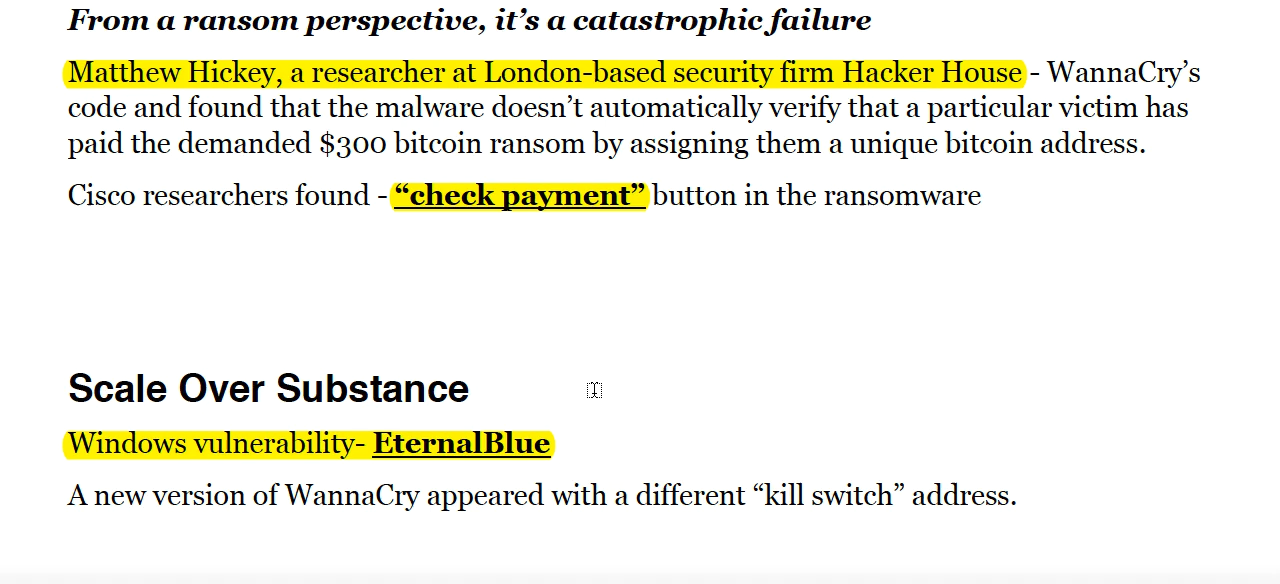 From a ransom perspective, it’s a catastrophic failure
Matthew Hickey, a researcher at London-based security firm Hacker House - WannaCry’s
code and found that the malware doesn’t automatically verify that a particular victim has
paid the demanded $300 bitcoin ransom by assigning them a unique bitcoin address.
Cisco researchers found - “check payment” button in the ransomware
Scale Over Substance
Windows vulnerability- EternalBlue
A new version of WannaCry appeared with a different “kill switch” address.